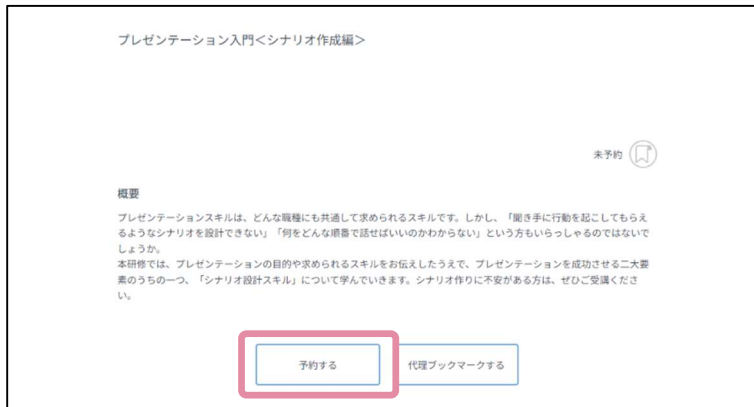 プレゼンテーション入門＜シナリオ作成編＞
未予約
概要
プレゼンテーションスキルは、どんな職種にも共通して求められるスキルです。しかし、「聞き手に行動を起こしてもらえ
るようなシナリオを設計できない」「何をどんな順番で話せばいいのかわからない」という方もいらっしゃるのではないで
しょうか。
本研修では、プレゼンテーションの目的や求められるスキルをお伝えしたうえで、プレゼンテーションを成功させる二大要
素のうちの一つ、「シナリオ設計スキル」について学んでいきます。シナリオ作りに不安がある方は、ぜひご受講くださ
い。
予約する
代理ブックマークする